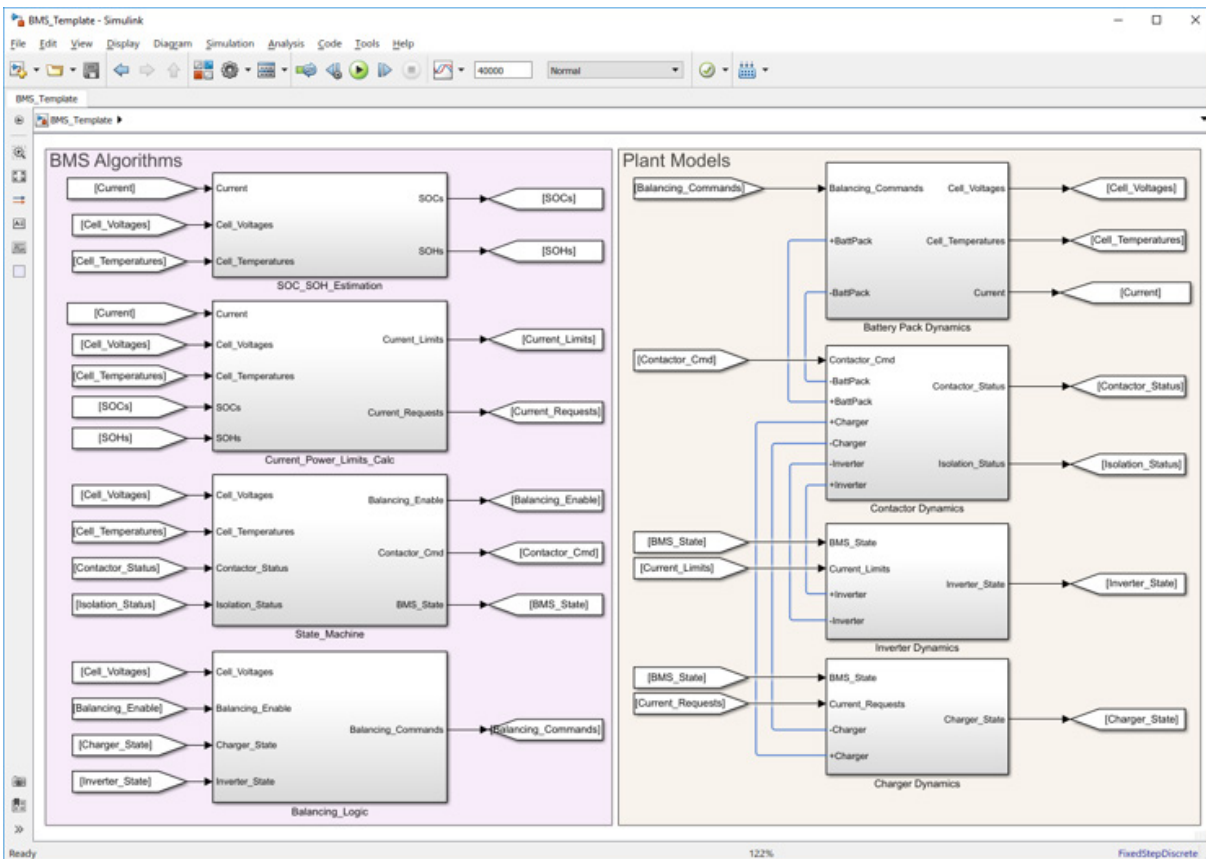 BMS_Template - Simulink
File Edit View Display Diagram Simulation Analysis Code Tools Help
40000 Normal
BMS_Template
BMS_Template
BMS Algorithms
[Current] Current SOCs [SOCs]
[Cell_Voltages] Cell_Voltages
SOHs [SOHs]
[Cell_Temperatures] Cell_Temperatures
SOC_SOH_Estimation
[Current] Current
[Cell_Voltages] Cell_Voltages Current_Limits [Current_Limits]
[Cell_Temperatures] Cell_Temperatures
[SOCs] SOCs Current_Requests [Current_Requests]
[SOHs] SOHs
Current_Power_Limits_Calc
[Cell_Voltages] Cell_Voltages Balancing_Enable [Balancing_Enable]
[Cell_Temperatures] Cell_Temperatures
Contactor_Cmd [Contactor_Cmd]
[Contactor_Status] Contactor_Status
[Isolation_Status] Isolation_Status BMS_State [BMS_State]
State_Machine
[Cell_Voltages] Cell_Voltages
[Balancing_Enable] Balancing_Enable
Balancing_Commands [Balancing_Commands]
[Charger_State] Charger_State
[Inverter_State] Inverter_State
Balancing_Logic
Plant Models
[Balancing_Commands] Balancing_Commands Cell_Voltages [Cell_Voltages]
+BattPack Cell_Temperatures [Cell_Temperatures]
-BattPack Current [Current]
Battery Pack Dynamics
[Contactor_Cmd] Contactor_Cmd
-BattPack Contactor_Status [Contactor_Status]
+BattPack
+Charger
-Charger
-Inverter Isolation_Status [Isolation_Status]
+Inverter
Contactor Dynamics
[BMS_State] BMS_State
[Current_Limits] Current_Limits
Inverter_State [Inverter_State]
+Inverter
-Inverter
Inverter Dynamics
[BMS_State] BMS_State
[Current_Requests] Current_Requests
Charger_State [Charger_State]
-Charger
+Charger
Charger Dynamics
Ready 122% FixedStepDiscrete